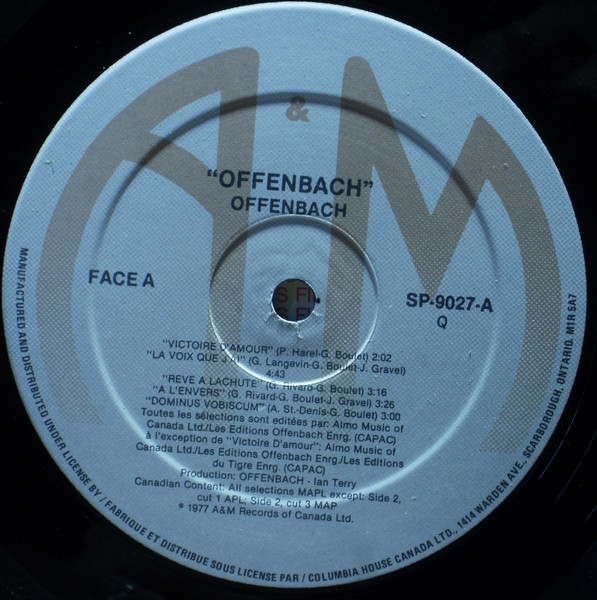 A & M
"OFFENBACH"
OFFENBACH
FACE A
SP-9027-A
Q
"VICTOIRE D'AMOUR" (P. Harel-G. Boulet) 2:02
"LA VOIX QUE J'AI" (G. Langevin-G. Boulet-J. Gravel)
4:43
"REVE A LACHUTE" (G. Rivard-G. Boulet) 3:16
"A L'ENVERS" (G. Rivard-G. Boulet-J. Gravel) 3:26
"DOMINUS VOBISCUM" (A. St-Denis-G. Boulet) 3:00
Toutes les sélections sont editées par: Almo Music of
Canada Ltd./Les Editions Offenbach Enrg. (CAPAC)
à l'exception de "Victoire D'amour": Almo Music of
Canada Ltd./Les Editions Offenbach Enrg./Les Editions
du Tigre Enrg. (CAPAC)
Production: OFFENBACH - Ian Terry
Canadian Content: All selections MAPL except: Side 2,
cut 1 APL; Side 2, cut 3 MAP
℗ 1977 A&M Records of Canada Ltd.
MANUFACTURED AND DISTRIBUTED UNDER LICENSE BY / FABRIQUE ET DISTRIBUE SOUS LICENSE PAR / COLUMBIA HOUSE CANADA LTD., 1414 WARDEN AVE., SCARBOROUGH, ONTARIO. M1R 5A7